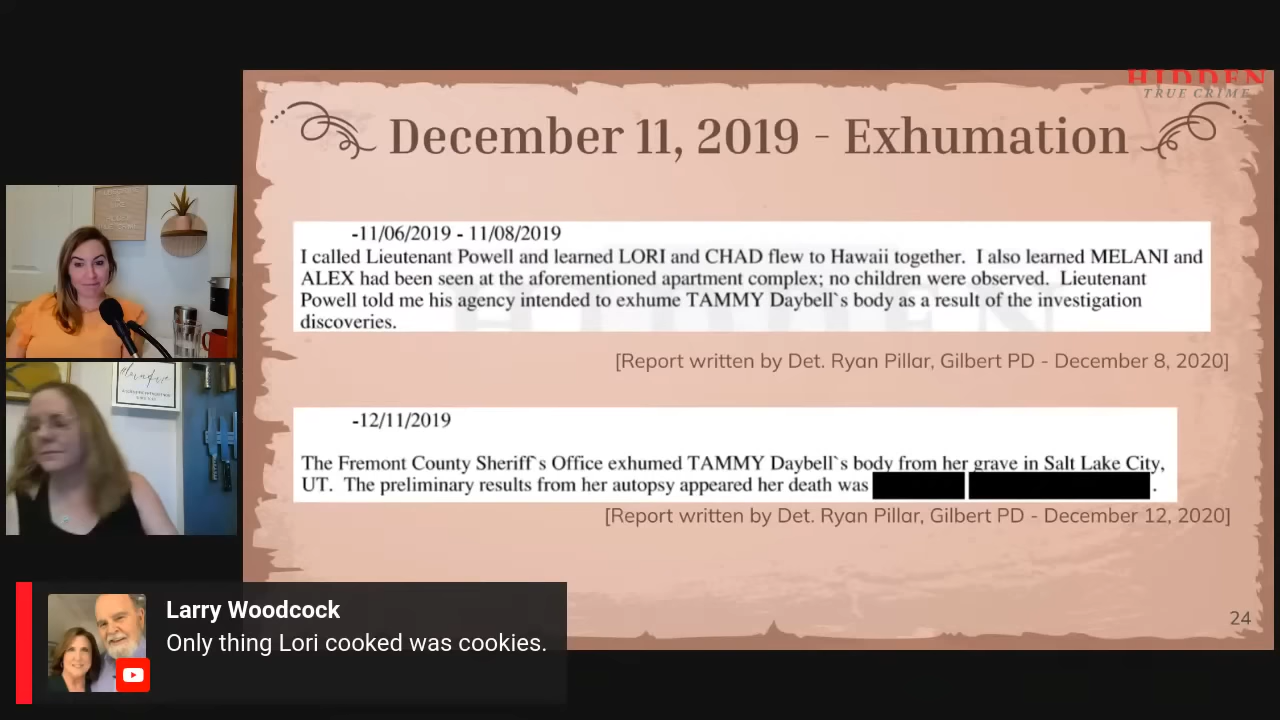 HIDDEN
TRUE CRIME
December 11, 2019 - Exhumation
-11/06/2019 - 11/08/2019
I called Lieutenant Powell and learned LORI and CHAD flew to Hawaii together.  I also learned MELANI and
ALEX had been seen at the aforementioned apartment complex; no children were observed.  Lieutenant
Powell told me his agency intended to exhume TAMMY Daybell`s body as a result of the investigation
discoveries.
[Report written by Det. Ryan Pillar, Gilbert PD - December 8, 2020]
-12/11/2019
The Fremont County Sheriff`s Office exhumed TAMMY Daybell`s body from her grave in Salt Lake City,
UT.  The preliminary results from her autopsy appeared her death was .
[Report written by Det. Ryan Pillar, Gilbert PD - December 12, 2020]
24
Larry Woodcock
Only thing Lori cooked was cookies.